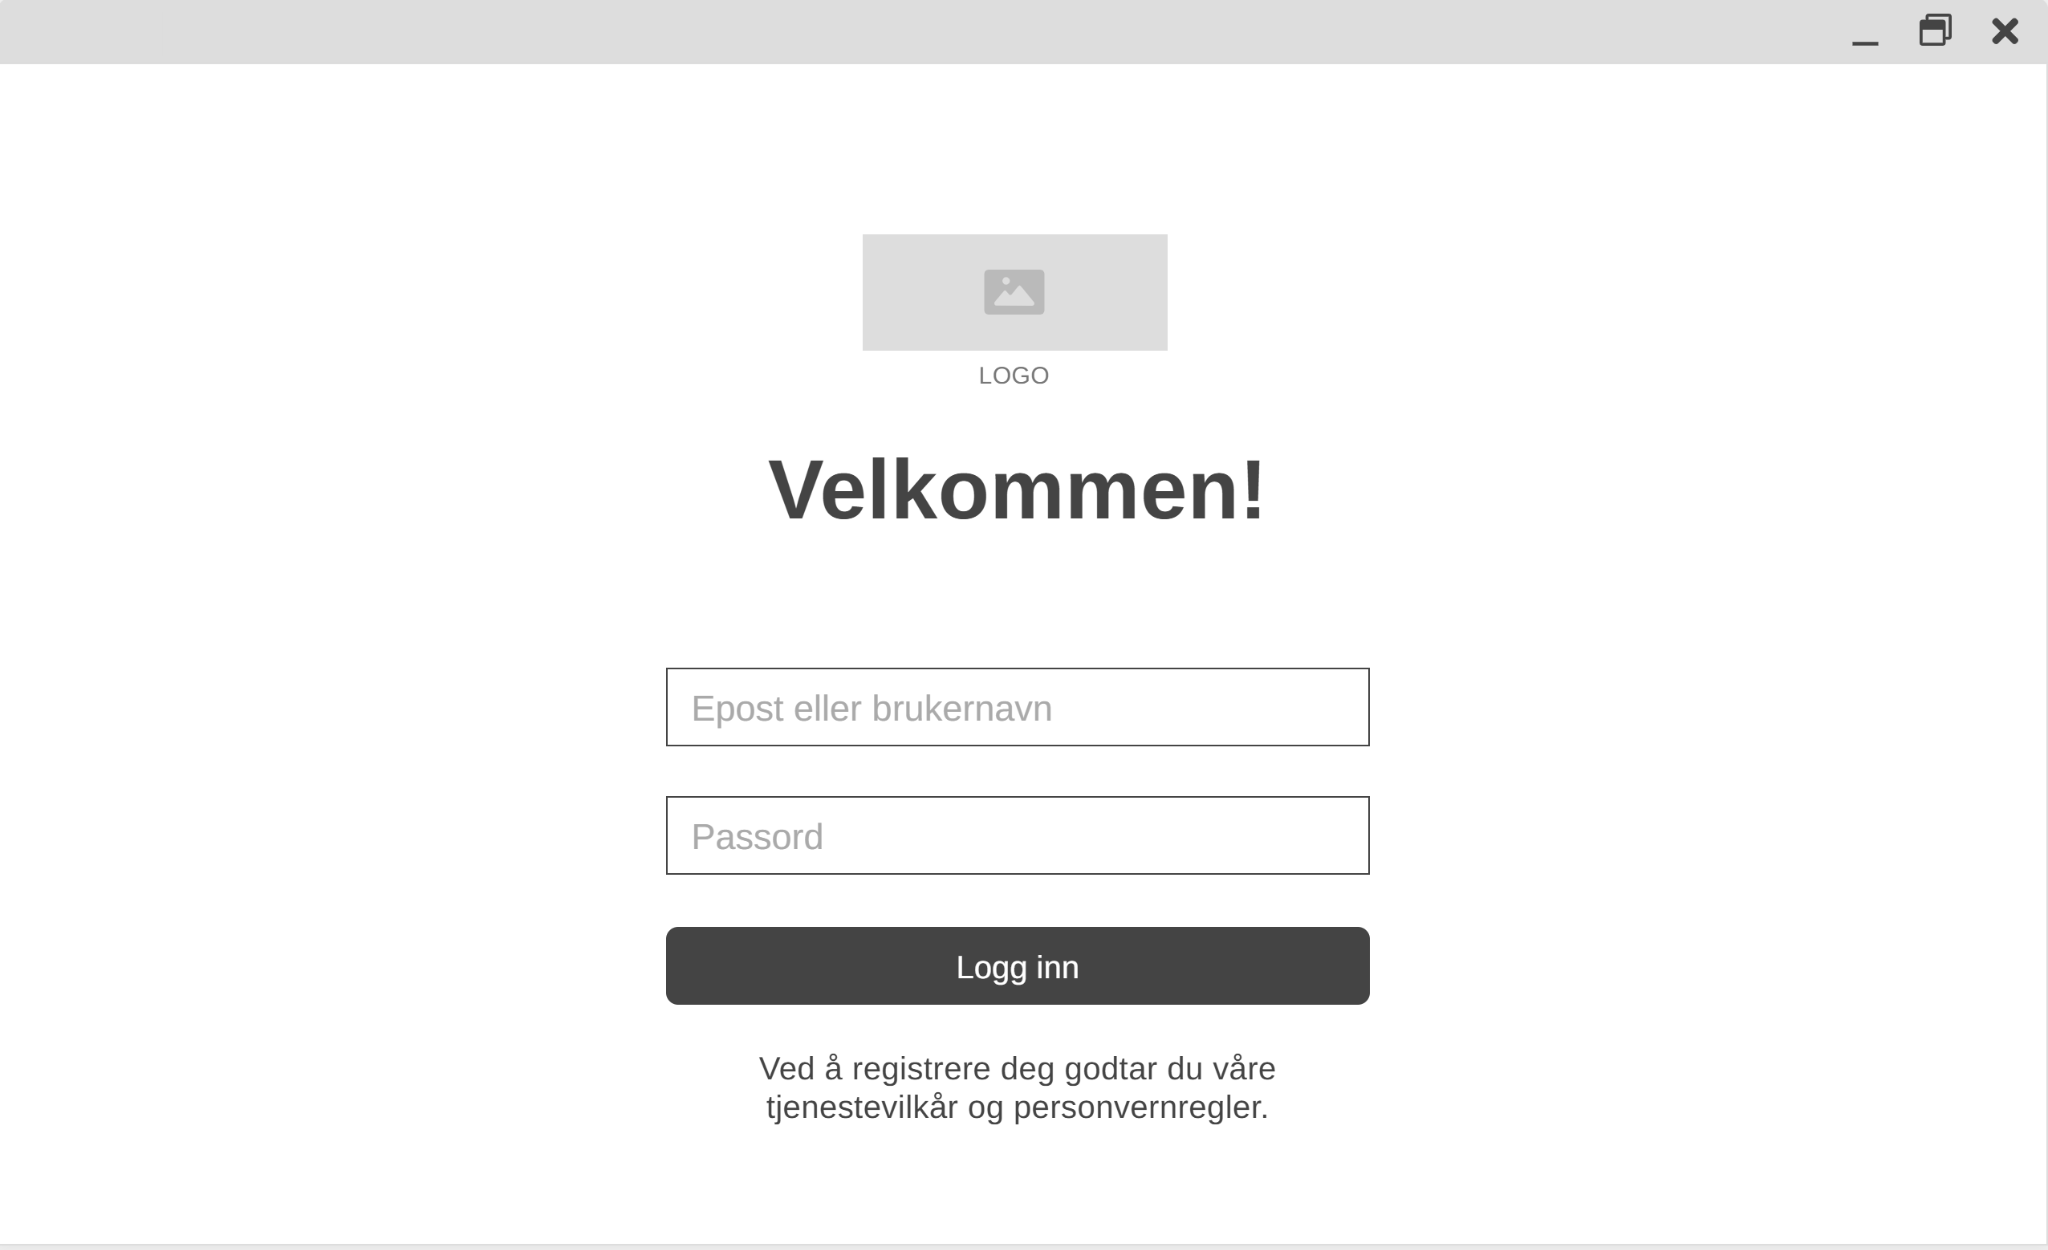 LOGO
Velkommen!
Epost eller brukernavn
Passord
Logg inn
Ved å registrere deg godtar du våre
tjenestevilkår og personvernregler.